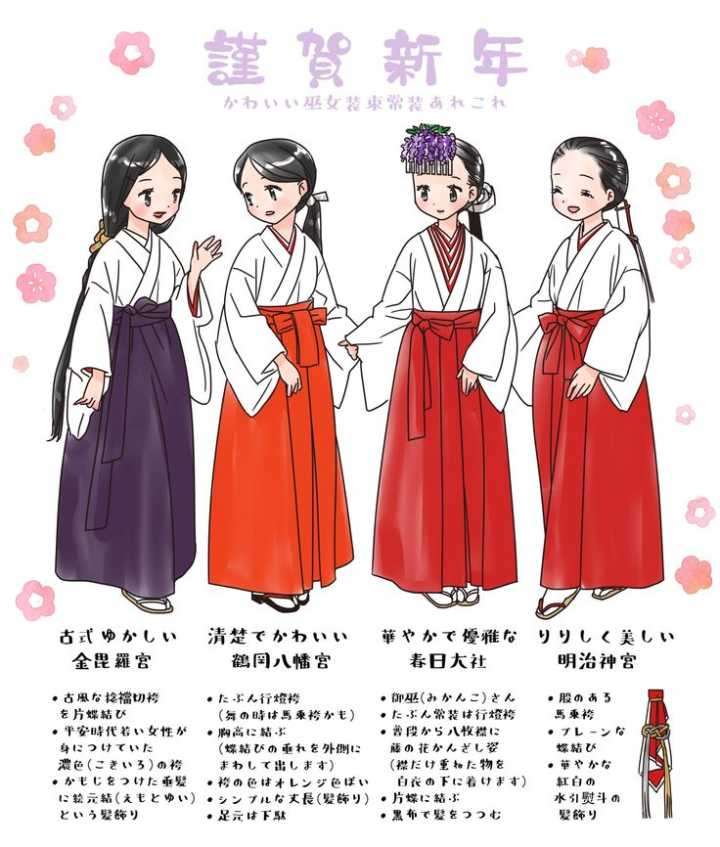 謹賀新年
かわいい巫女装束常装あれこれ
古式ゆかしい
金毘羅宮
・古風な捻襠切袴
を片蝶結び
・平安時代若い女性が
身につけていた
濃色(こきいろ)の袴
・かもじをつけた垂髪
に絵元結(えもとゆい)
という髪飾り
清楚でかわいい
鶴岡八幡宮
・たぶん行燈袴
(舞の時は馬乗袴かも)
・胸高に結ぶ
(蝶結びの垂れを外側に
まわして出します)
・袴の色はオレンジ色ぽい
・シンプルな丈長(髪飾り)
・足元は下駄
華やかで優雅な
春日大社
・御巫(みかんこ)さん
・たぶん常装は行燈袴
・普段から八枚襟に
藤の花かんざし姿
(襟だけ重ねた物を
白衣の下に着けます)
・片蝶に結ぶ
・黒布で髪をつつむ
りりしく美しい
明治神宮
・股のある
馬乗袴
・プレーンな
蝶結び
・華やかな
紅白の
水引熨斗の
髪飾り